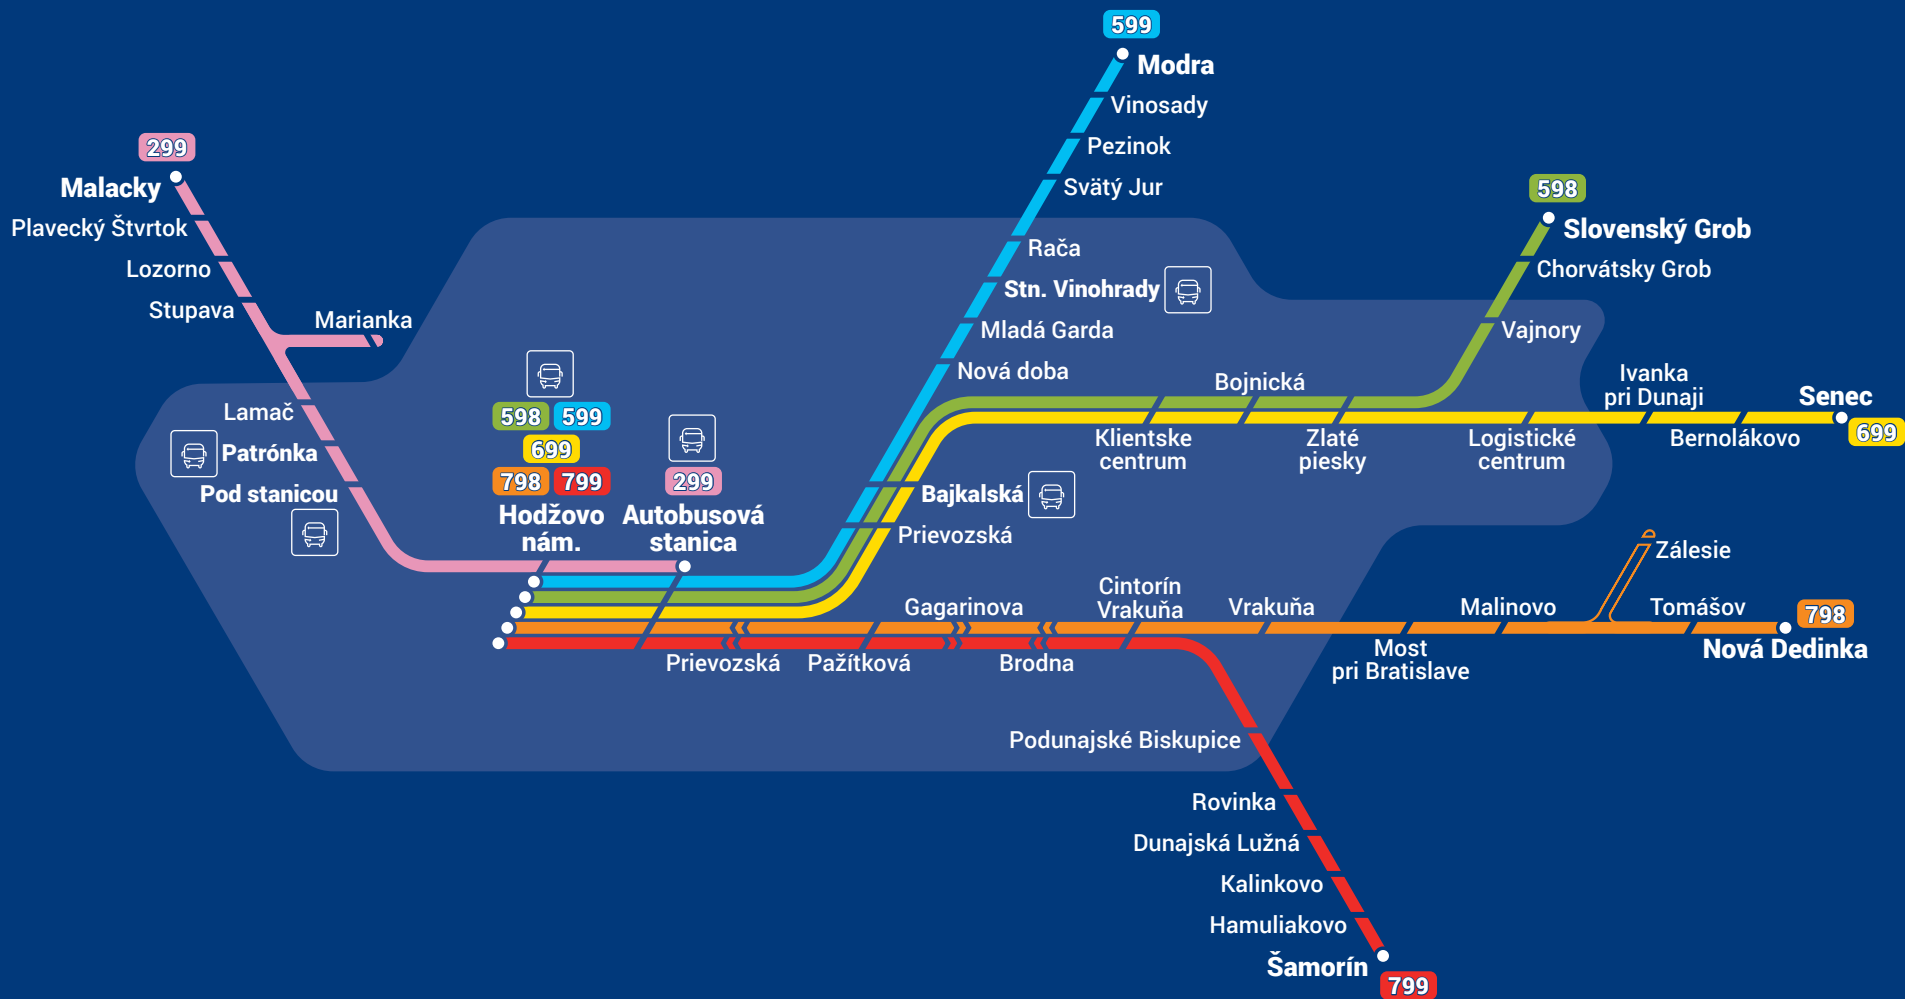 599
Modra
Vinosady
Pezinok
Svätý Jur
Rača
Stn. Vinohrady
Mladá Garda
Nová doba
299
Malacky
Plavecký Štvrtok
Lozorno
Stupava
Marianka
Lamač
Patrónka
Pod stanicou
598 599
699
798 799
Hodžovo
nám.
299
Autobusová
stanica
598
Slovenský Grob
Chorvátsky Grob
Vajnory
Bojnická
Klientske
centrum
Zlaté
piesky
Logistické
centrum
Ivanka
pri Dunaji
Bernolákovo
Senec
699
Bajkalská
Prievozská
Prievozská
Pažítková
Gagarinova
Brodna
Cintorín
Vrakuňa
Vrakuňa
Most
pri Bratislave
Malinovo
Zálesie
Tomášov
798
Nová Dedinka
Podunajské Biskupice
Rovinka
Dunajská Lužná
Kalinkovo
Hamuliakovo
Šamorín
799